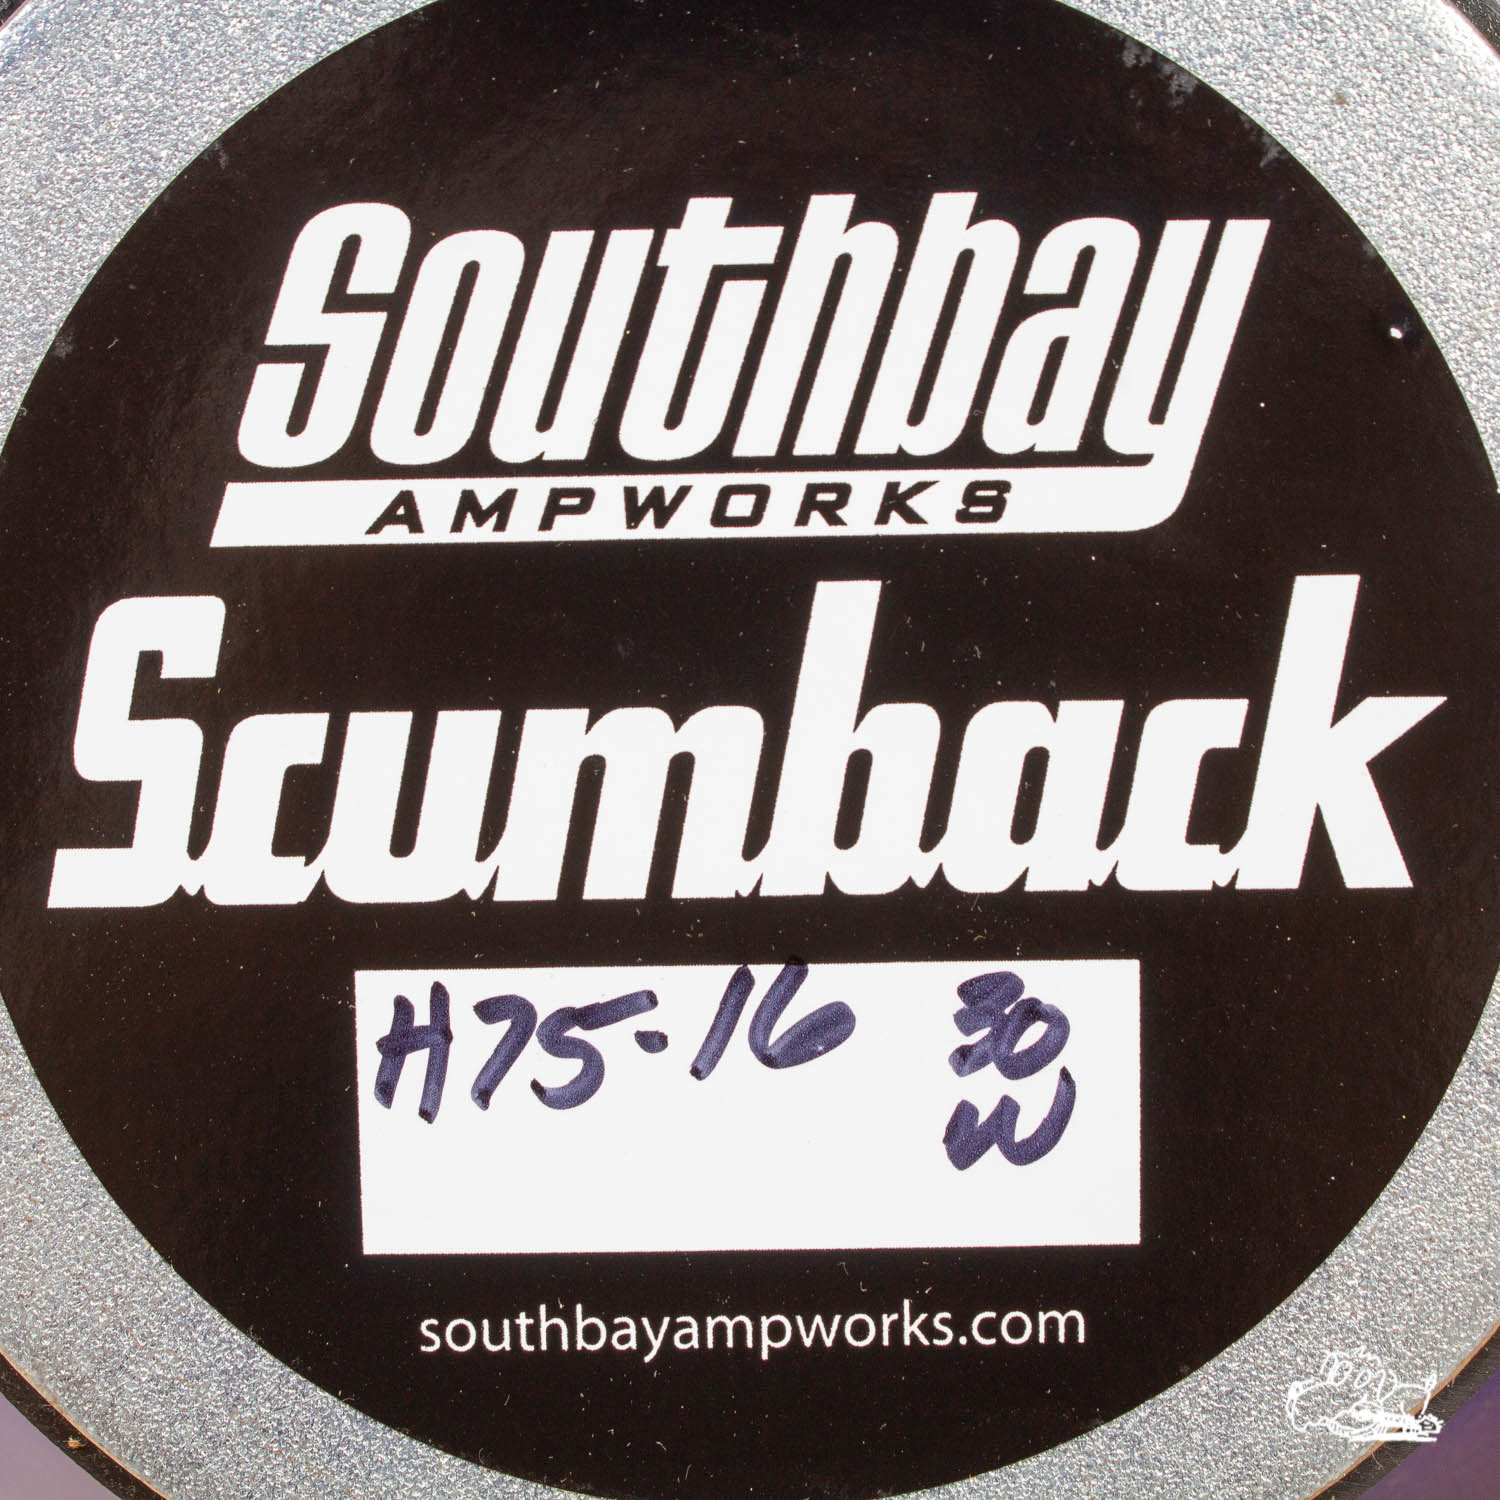 Southbay
AMPWORKS
Scumback
H75-16 30
W
southbayampworks.com